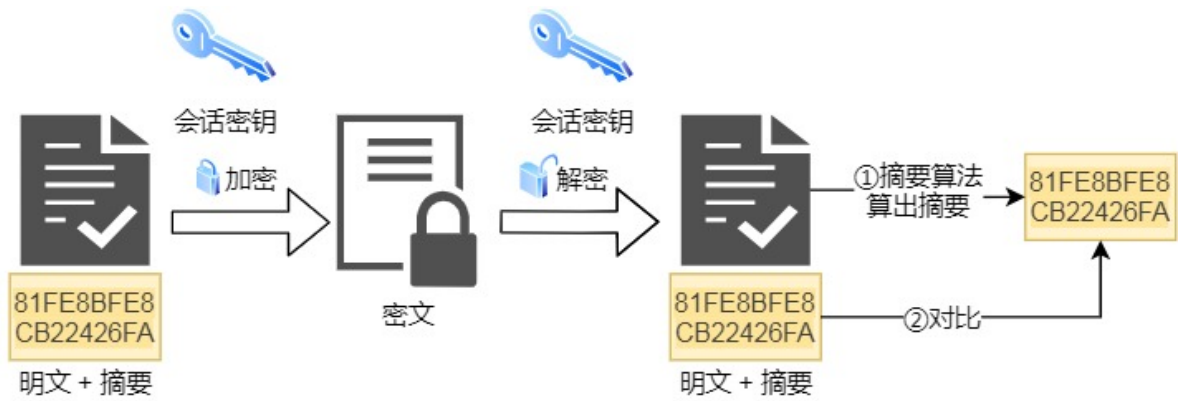 会话密钥
加密
81FE8BFE8
CB22426FA
明文 + 摘要
密文
会话密钥
解密
81FE8BFE8
CB22426FA
明文 + 摘要
①摘要算法
算出摘要
②对比
81FE8BFE8
CB22426FA